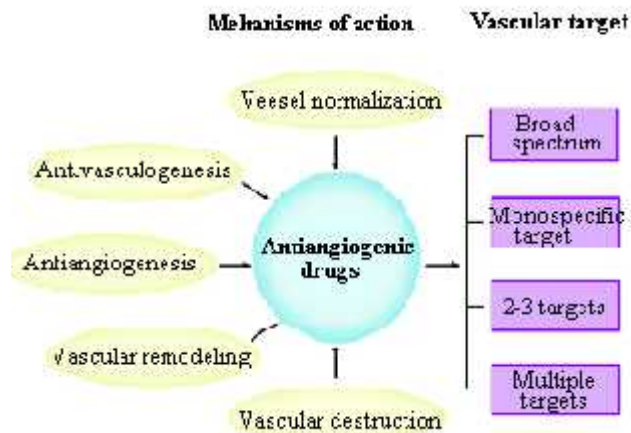 Mehanisms of action
Vascular target
Veesel normalization
Antivasculogenesis
Antiangiogenesis
Vascular remodeling
Vascular destruction
Antiangiogenic
drugs
Broad
spectrum
Monospecific
target
2-3 targets
Multiple
targets